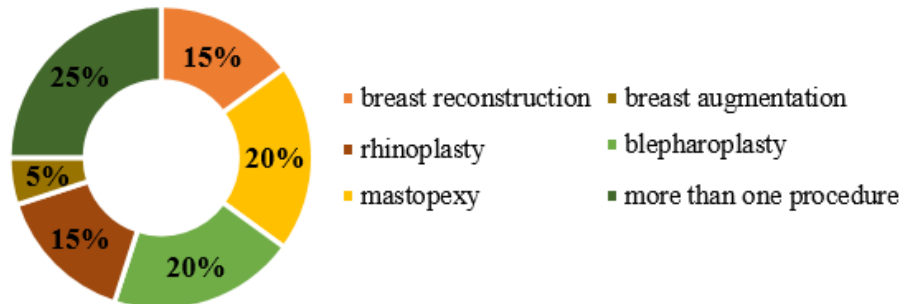 25%
15%
20%
5%
15%
20%
breast reconstruction
breast augmentation
rhinoplasty
blepharoplasty
mastopexy
more than one procedure